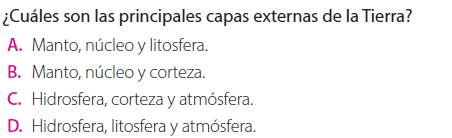 ¿Cuáles son las principales capas externas de la Tierra?
A. Manto, núcleo y litosfera.
B. Manto, núcleo y corteza.
C. Hidrosfera, corteza y atmósfera.
D. Hidrosfera, litosfera y atmósfera.